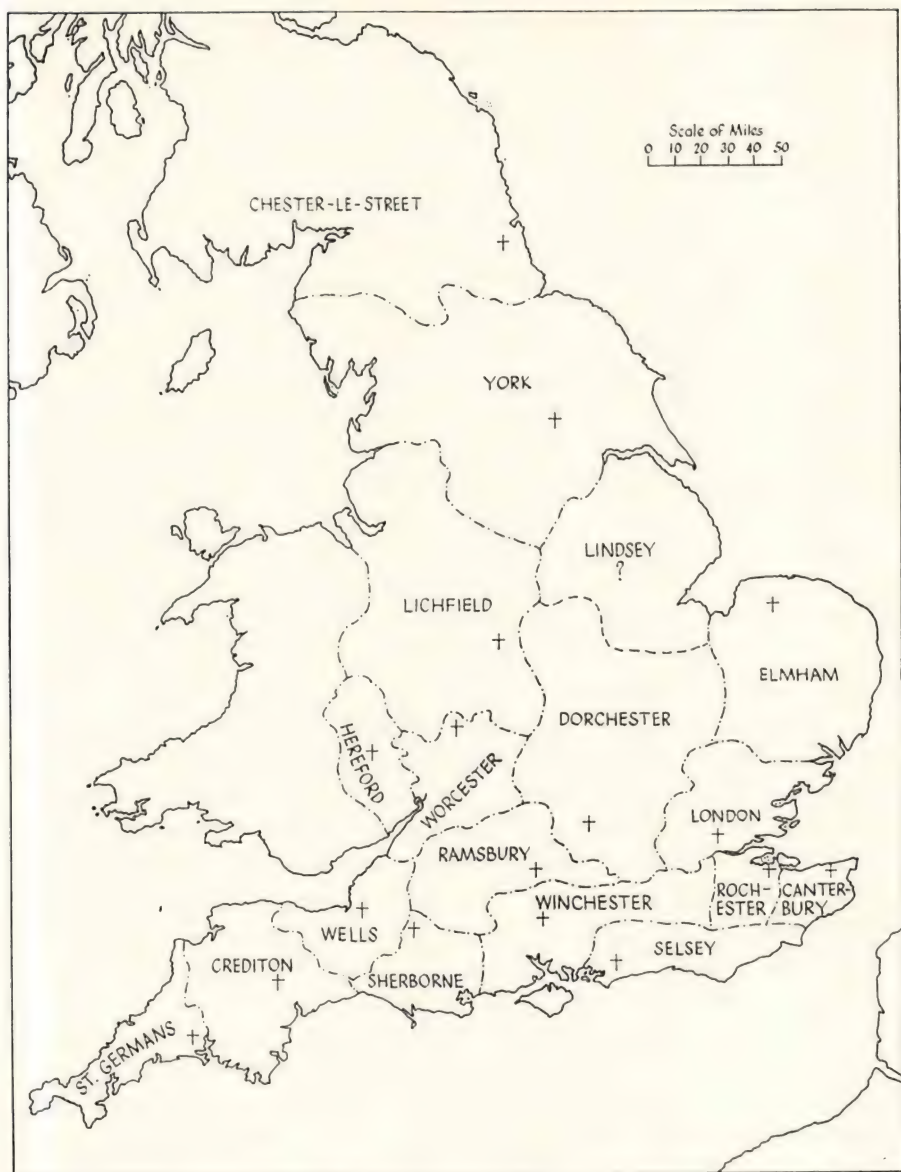 Scale of Miles
0 10 20 30 40 50
CHESTER-LE-STREET
YORK
LINDSEY
?
LICHFIELD
ELMHAM
DORCHESTER
HEREFORD
WORCESTER
LONDON
RAMSBURY
WINCHESTER
ROCH-
ESTER
CANTER-
BURY
WELLS
SELSEY
CREDITON
SHERBORNE
ST. GERMANS